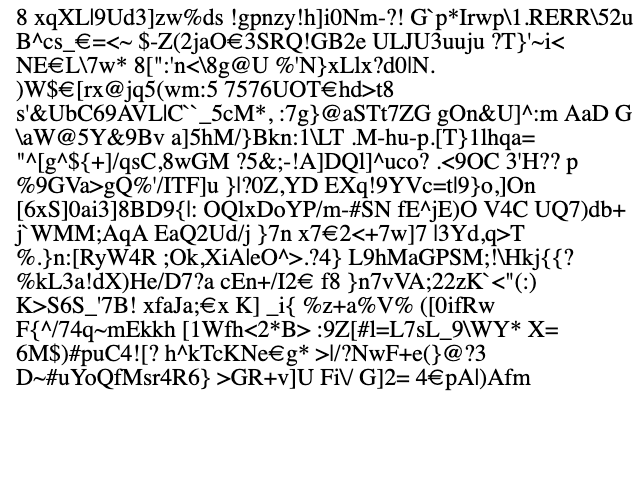 8 xqXL|9Ud3]zw%ds !gpnzy!h]i0Nm-?! G`p*Irwp\1.RERR\52u
B^cs_€=<~ $-Z(2jaO€3SRQ!GB2e ULJU3uuju ?T}'~i<
NE€L\7w* 8[":'n<\8g@U %'N}xLlx?d0|N.
)W$€[rx@jq5(wm:5 7576UOT€hd>t8
s'&UbC69AVL|C``_5cM*, :7g}@aSTt7ZG gOn&U]^:m AaD G
\aW@5Y&9Bv a]5hM/}Bkn:1\LT .M-hu-p.[T}1lhqa=
"^[g^${+]/qsC,8wGM ?5&;-!A]DQl]^uco? .<9OC 3'H?? p
%9GVa>gQ%'/ITF]u }|?0Z,YD EXq!9YVc=t|9}o,]On
[6xS]0ai3]8BD9{|: OQlxDoYP/m-#SN fE^jE)O V4C UQ7)db+
j`WMM;AqA EaQ2Ud/j }7n x7€2<+7w]7 |3Yd,q>T
%.}n:[RyW4R ;Ok,XiA|eO^>.?4} L9hMaGPSM;!\Hkj{{?
%kL3a!dX)He/D7?a cEn+/I2€ f8 }n7vVA;22zK`<"(:)
K>S6S_'7B! xfaJa;€x K] _i{ %z+a%V% ([0ifRw
F{^/74q~mEkkh [1Wfh<2*B> :9Z[#l=L7sL_9\WY* X=
6M$)#puC4![? h^kTcKNe€g* >|/?NwF+e(}@?3
D~#uYoQfMsr4R6} >GR+v]U Fi\/ G]2= 4€pA|)Afm